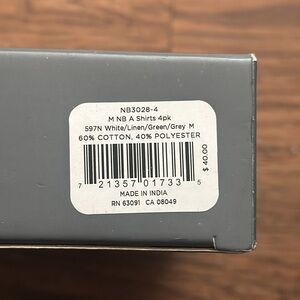 NB3028-4
M NB A Shirts 4pk
597N White/Linen/Green/Grey M
60% COTTON, 40% POLYESTER
$ 40.00
7 21357 01733 5
MADE IN INDIA
RN 63091 CA 08049